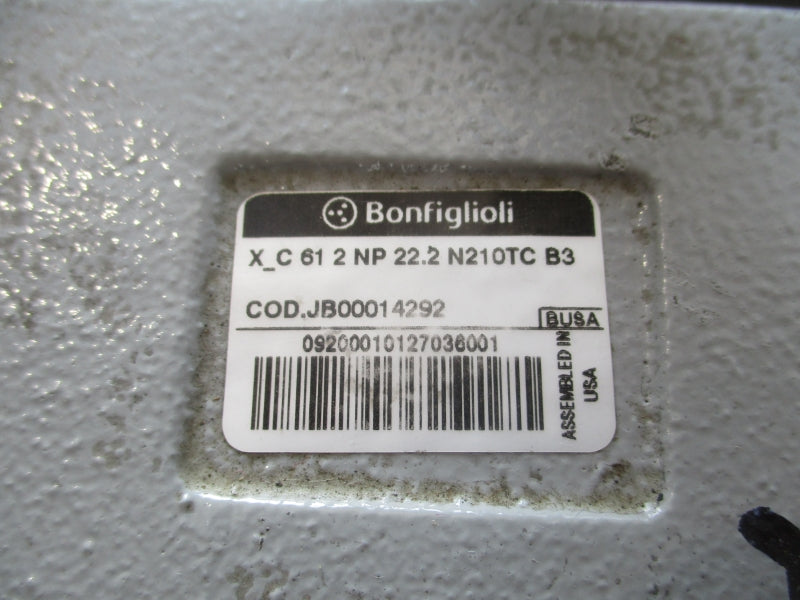 Bonfiglioli
X_C 61 2 NP 22.2 N210TC B3
COD.JB00014292
BUSA
09200010127036001
ASSEMBLED IN
USA